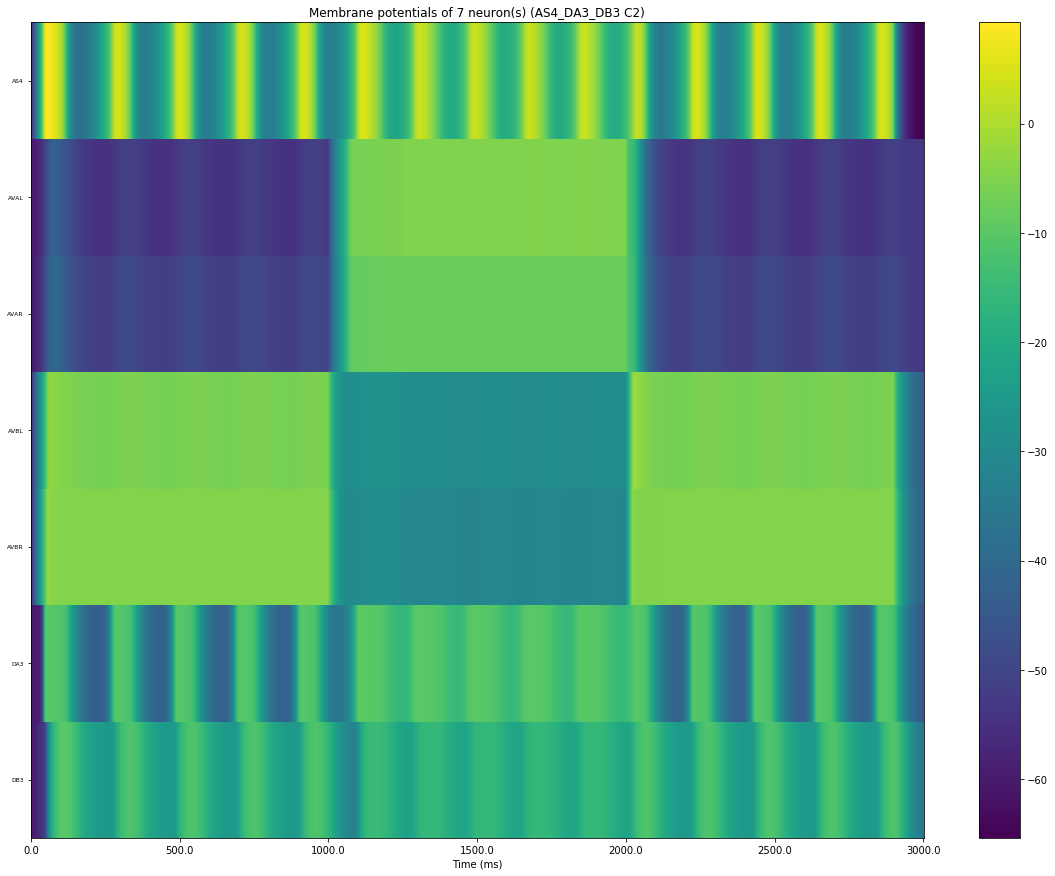 Membrane potentials of 7 neuron(s) (AS4_DA3_DB3 C2)
AS4
AVAL
AVAR
AVBL
AVBR
DA3
DB3
0.0 500.0 1000.0 1500.0 2000.0 2500.0 3000.0
Time (ms)
0
−10
−20
−30
−40
−50
−60